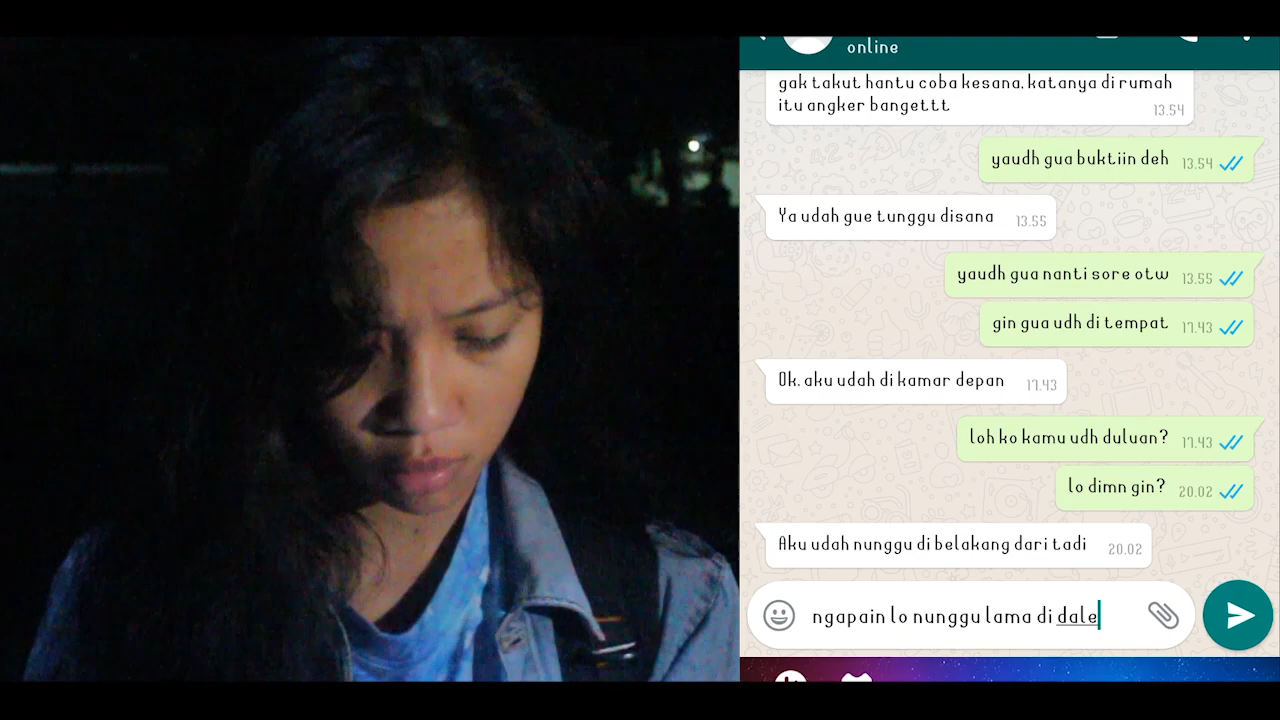 online
gak takut hantu coba kesana, katanya di rumah
itu angker bangettt
13.54
yaudh gua buktiin deh 13.54
Ya udah gue tunggu disana 13.55
yaudh gua nanti sore otw 13.55
gin gua udh di tempat 17.43
Ok, aku udah di kamar depan 17.43
loh ko kamu udh duluan? 17.43
lo dimn gin? 20.02
Aku udah nunggu di belakang dari tadi 20.02
ngapain lo nunggu lama di dale